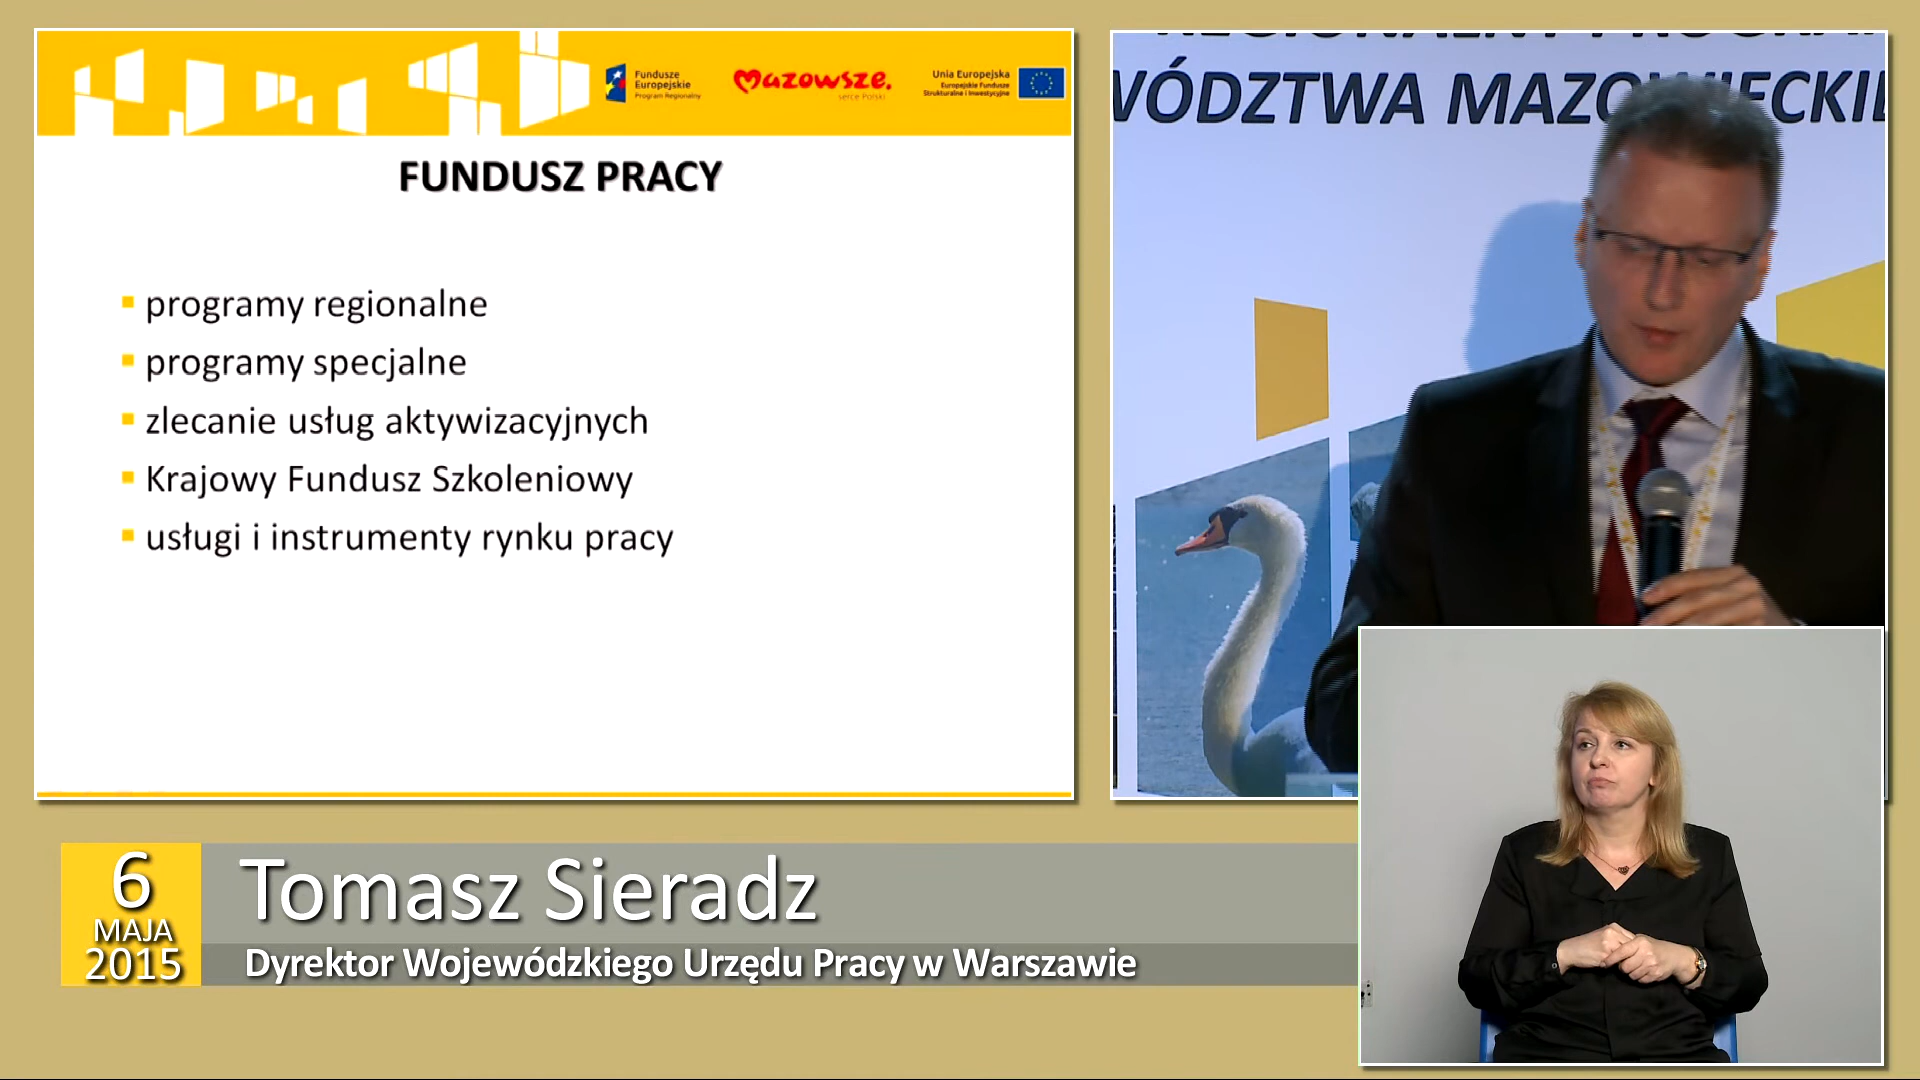 Fundusze
Europejskie
Program Regionalny
mazowsze.
serce Polski
Unia Europejska
Europejskie Fundusze
Strukturalne i Inwestycyjne
FUNDUSZ PRACY
programy regionalne
programy specjalne
zlecanie usług aktywizacyjnych
Krajowy Fundusz Szkoleniowy
usługi i instrumenty rynku pracy
WÓDZTWA MAZOWIECKIE
6
MAJA
2015
Tomasz Sieradz
Dyrektor Wojewódzkiego Urzędu Pracy w Warszawie